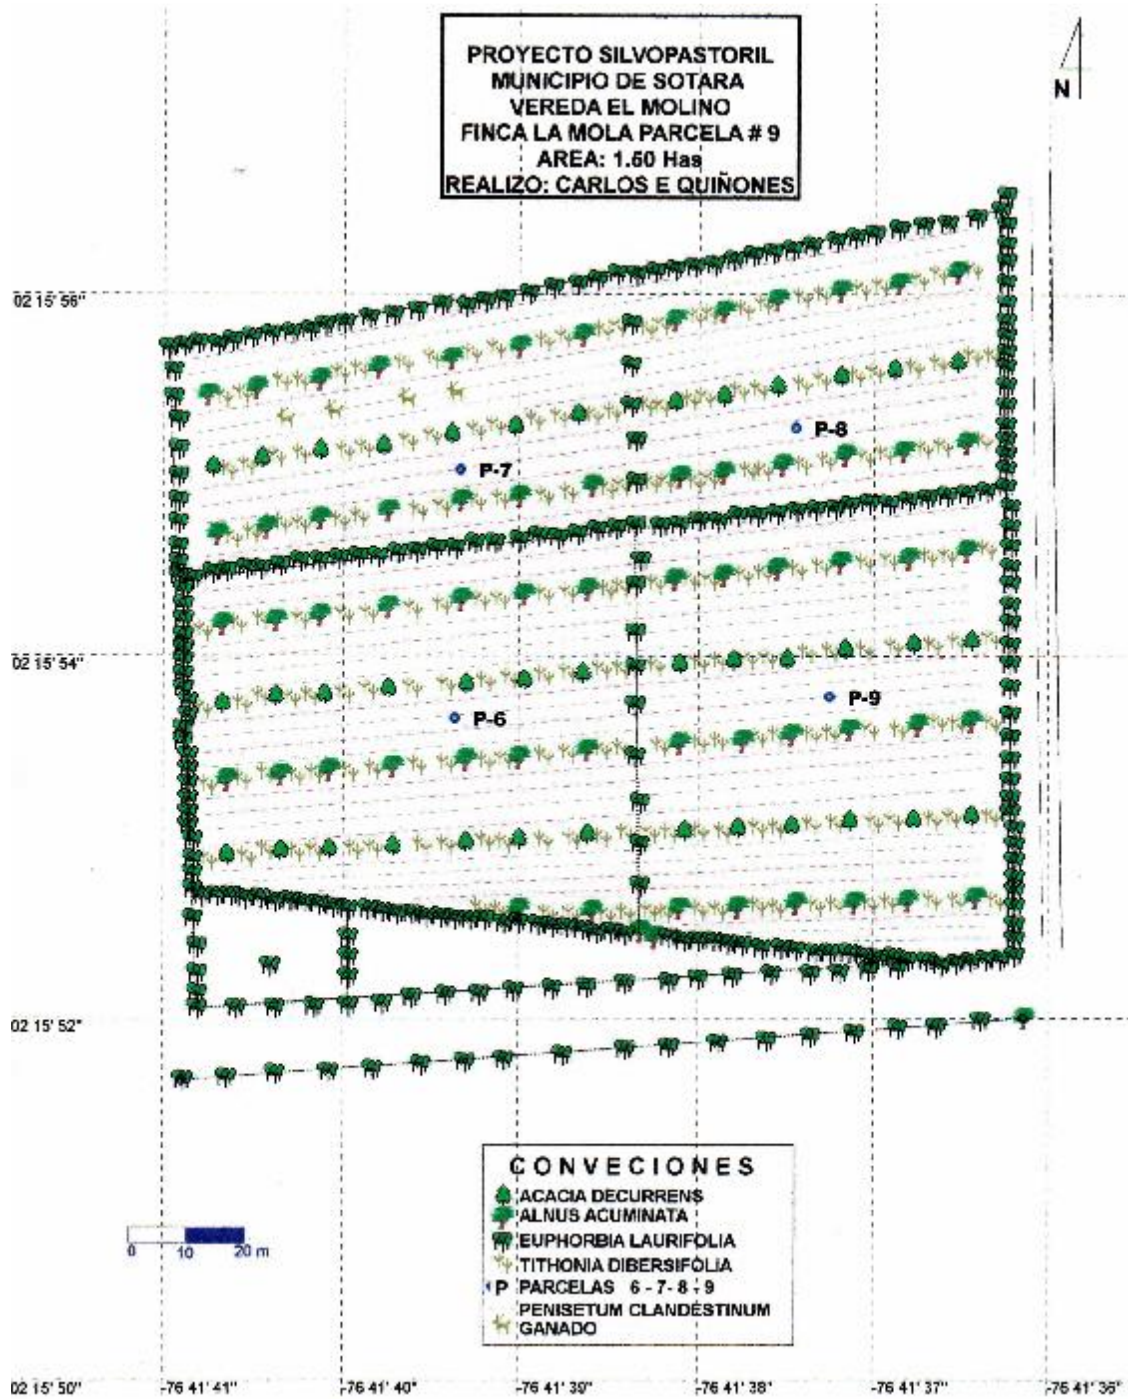 PROYECTO SILVOPASTORIL
MUNICIPIO DE SOTARA
VEREDA EL MOLINO
FINCA LA MOLA PARCELA # 9
AREA: 1.50 Has
REALIZO: CARLOS E QUIÑONES
N
02 15' 56"
P-8
P-7
02 15' 54"
P-9
P-6
02 15' 52"
CONVECIONES
ACACIA DECURRENS
ALNUS ACUMINATA
EUPHORBIA LAURIFOLIA
TITHONIA DIBERSIFOLIA
P PARCELAS 6 - 7 - 8 - 9
PENISETUM CLANDESTINUM
GANADO
0 10 20 m
02 15' 50" -76 41' 41" -76 41' 40" -76 41' 39" -76 41' 38" -76 41' 37" -76 41' 36"